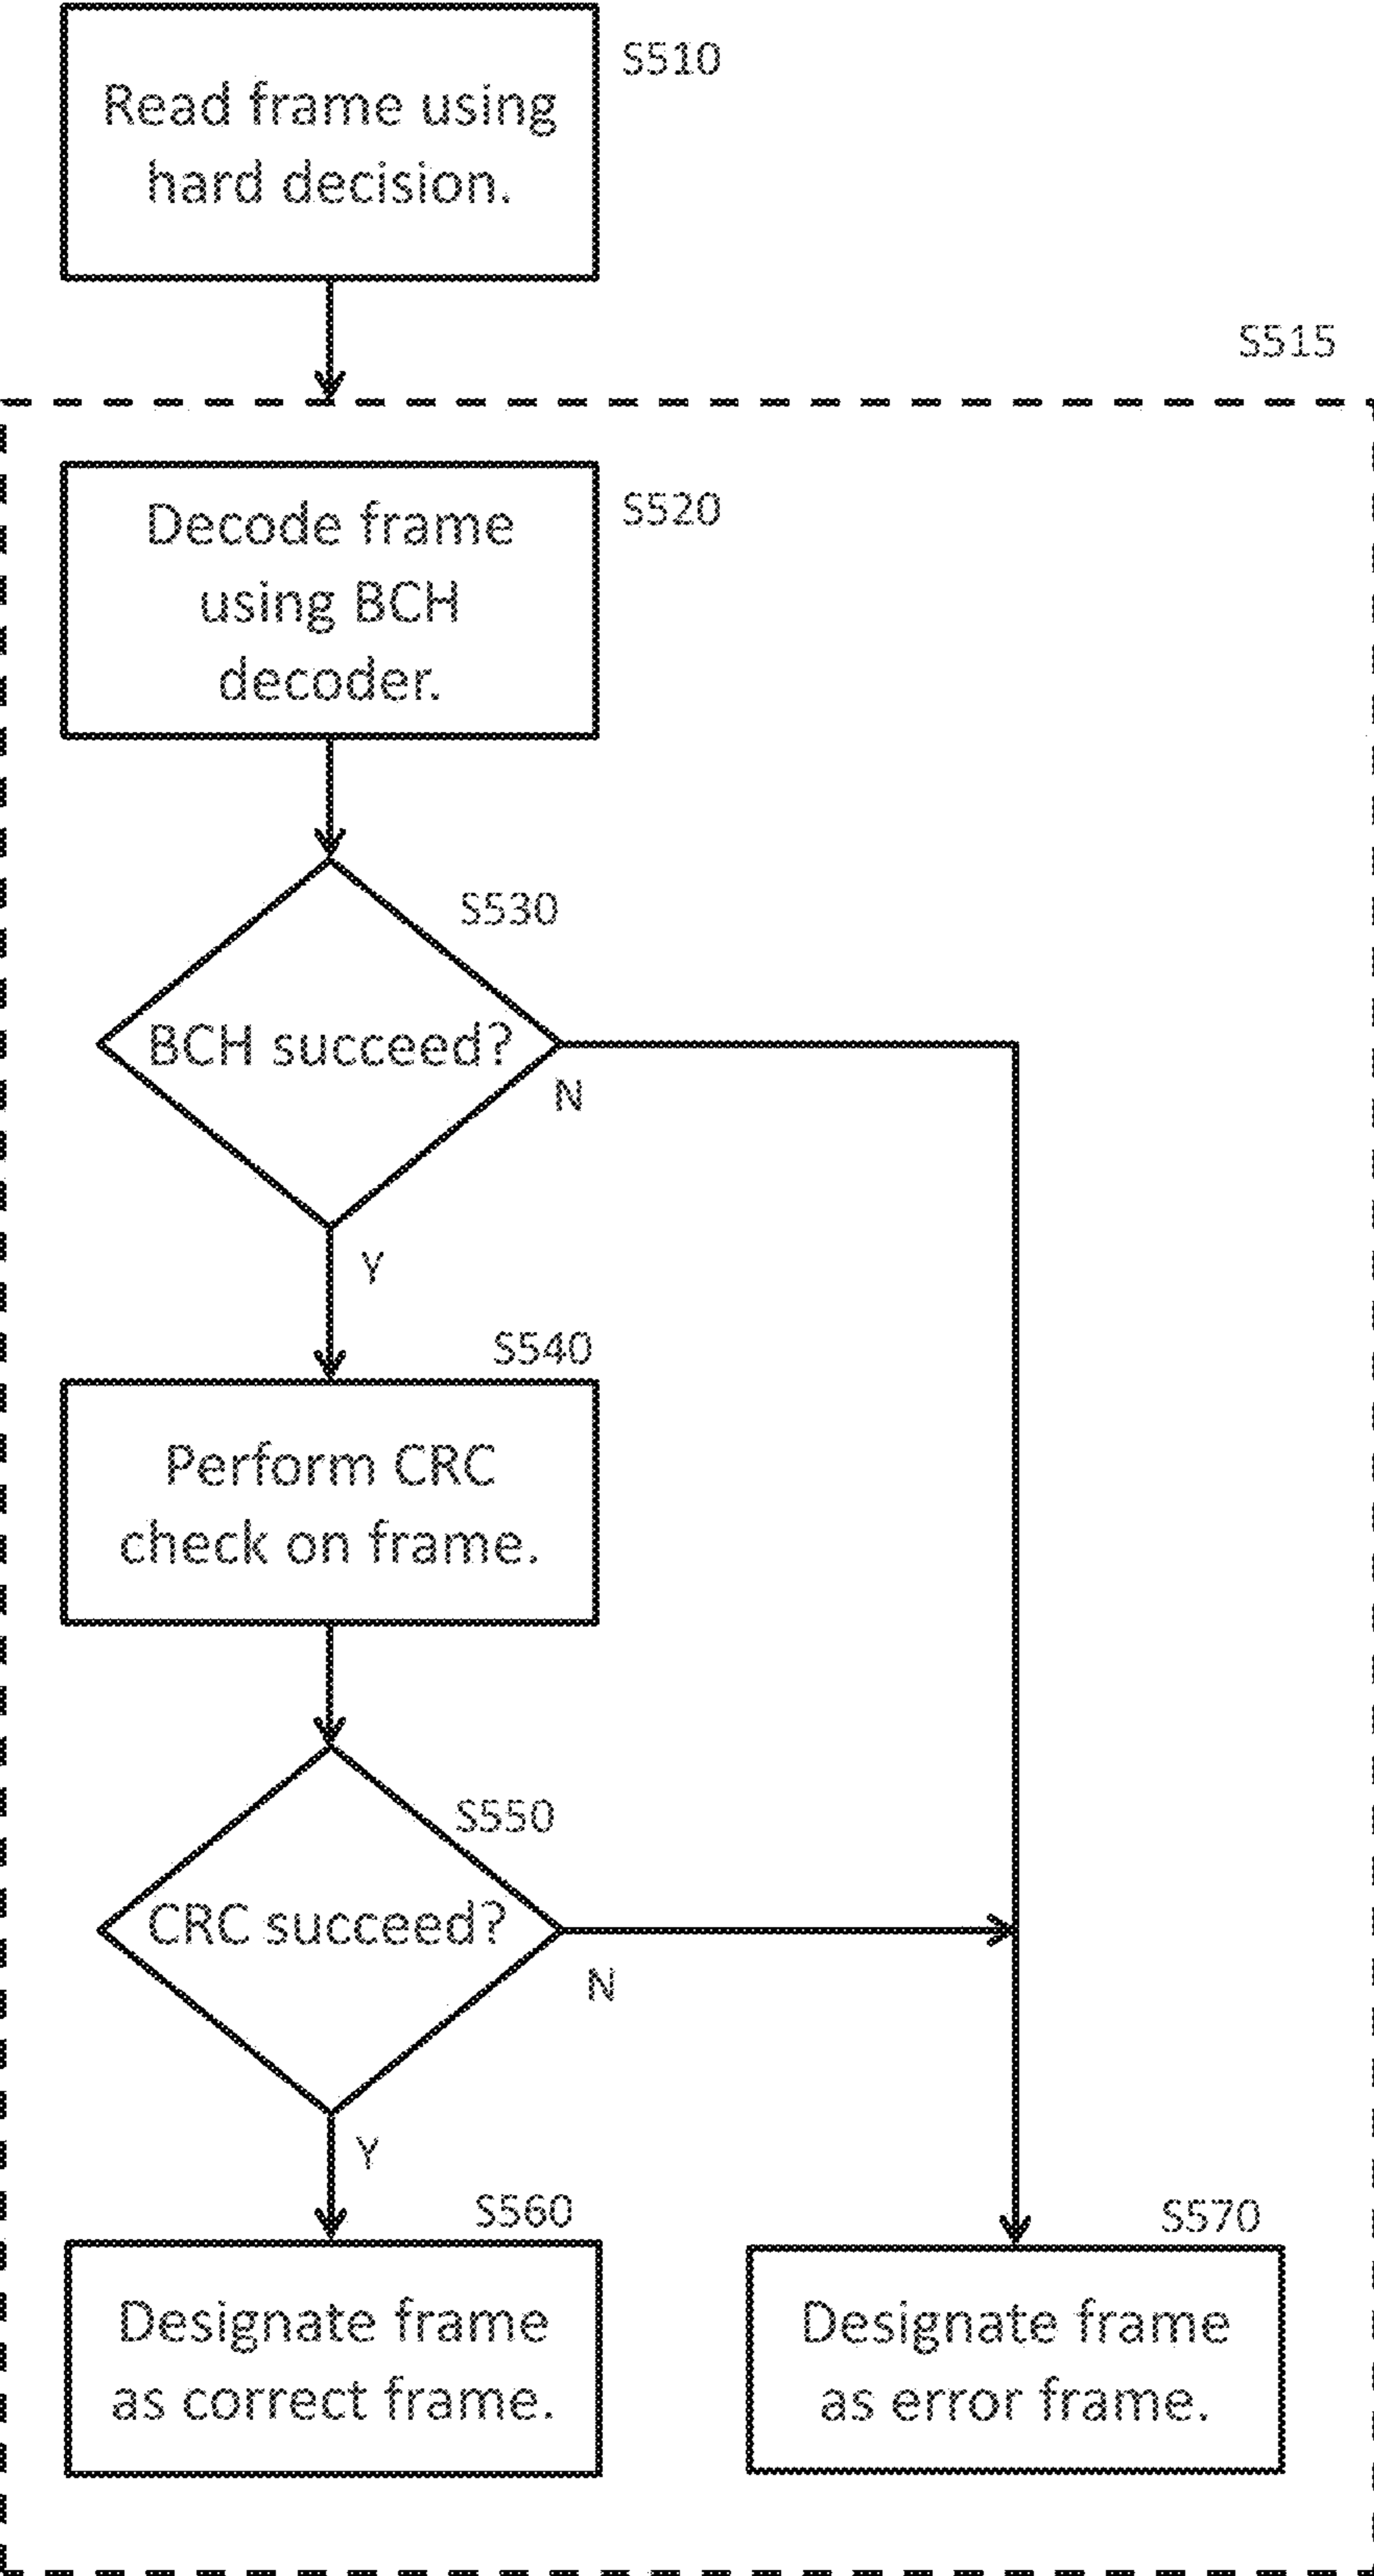 Read frame using
hard decision.
S510
S515
Decode frame
using BCH
decoder.
S520
S530
BCH succeed?
N
Y
S540
Perform CRC
check on frame.
S550
CRC succeed?
N
Y
S560
S570
Designate frame
as correct frame.
Designate frame
as error frame.